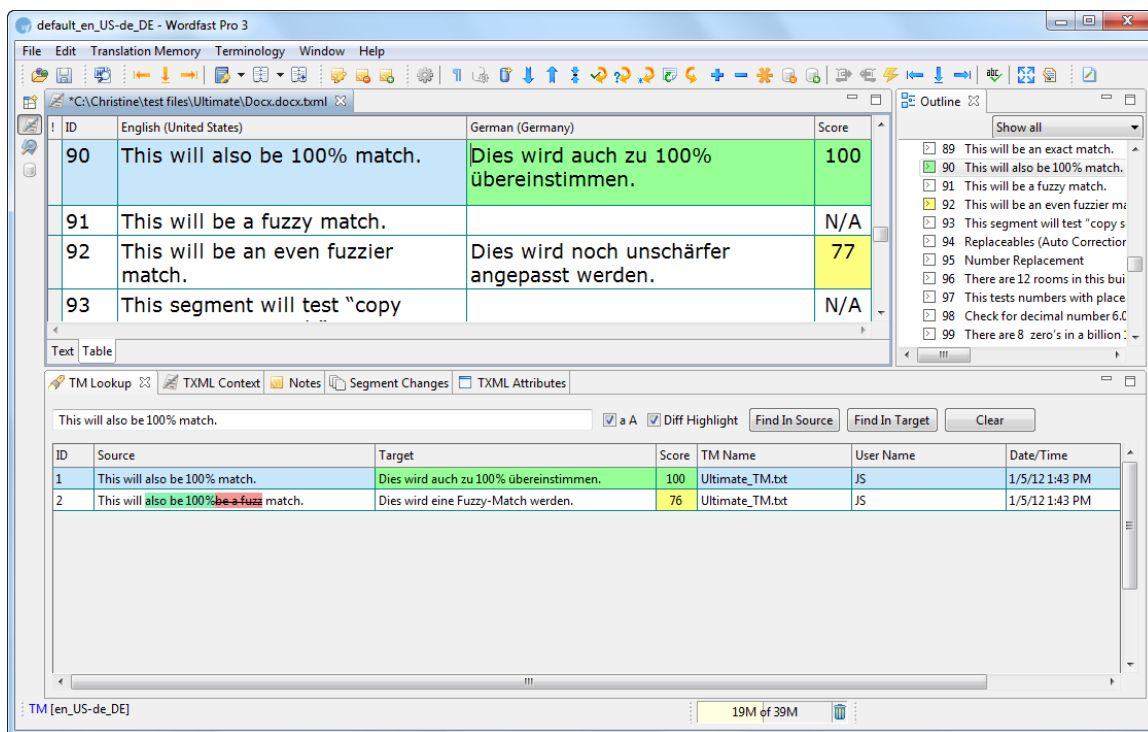 default_en_US-de_DE - Wordfast Pro 3
File Edit Translation Memory Terminology Window Help
*C:\Christine\test files\Ultimate\Docx.docx.txml
! ID English (United States) German (Germany) Score
90 This will also be 100% match. Dies wird auch zu 100% 100
übereinstimmen.
91 This will be a fuzzy match. N/A
92 This will be an even fuzzier Dies wird noch unschärfer 77
match. angepasst werden.
93 This segment will test “copy N/A
Text Table
Outline
Show all
89 This will be an exact match.
90 This will also be 100% match.
91 This will be a fuzzy match.
92 This will be an even fuzzier ma
93 This segment will test “copy s
94 Replaceables (Auto Correction
95 Number Replacement
96 There are 12 rooms in this bui
97 This tests numbers with place
98 Check for decimal number 6.0
99 There are 8 zero's in a billion
TM Lookup TXML Context Notes Segment Changes TXML Attributes
This will also be 100% match. a A Diff Highlight Find In Source Find In Target Clear
ID Source Target Score TM Name User Name Date/Time
1 This will also be 100% match. Dies wird auch zu 100% übereinstimmen. 100 Ultimate_TM.txt JS 1/5/12 1:43 PM
2 This will also be 100%be a fuzz match. Dies wird eine Fuzzy-Match werden. 76 Ultimate_TM.txt JS 1/5/12 1:43 PM
TM [en_US-de_DE] 19M of 39M